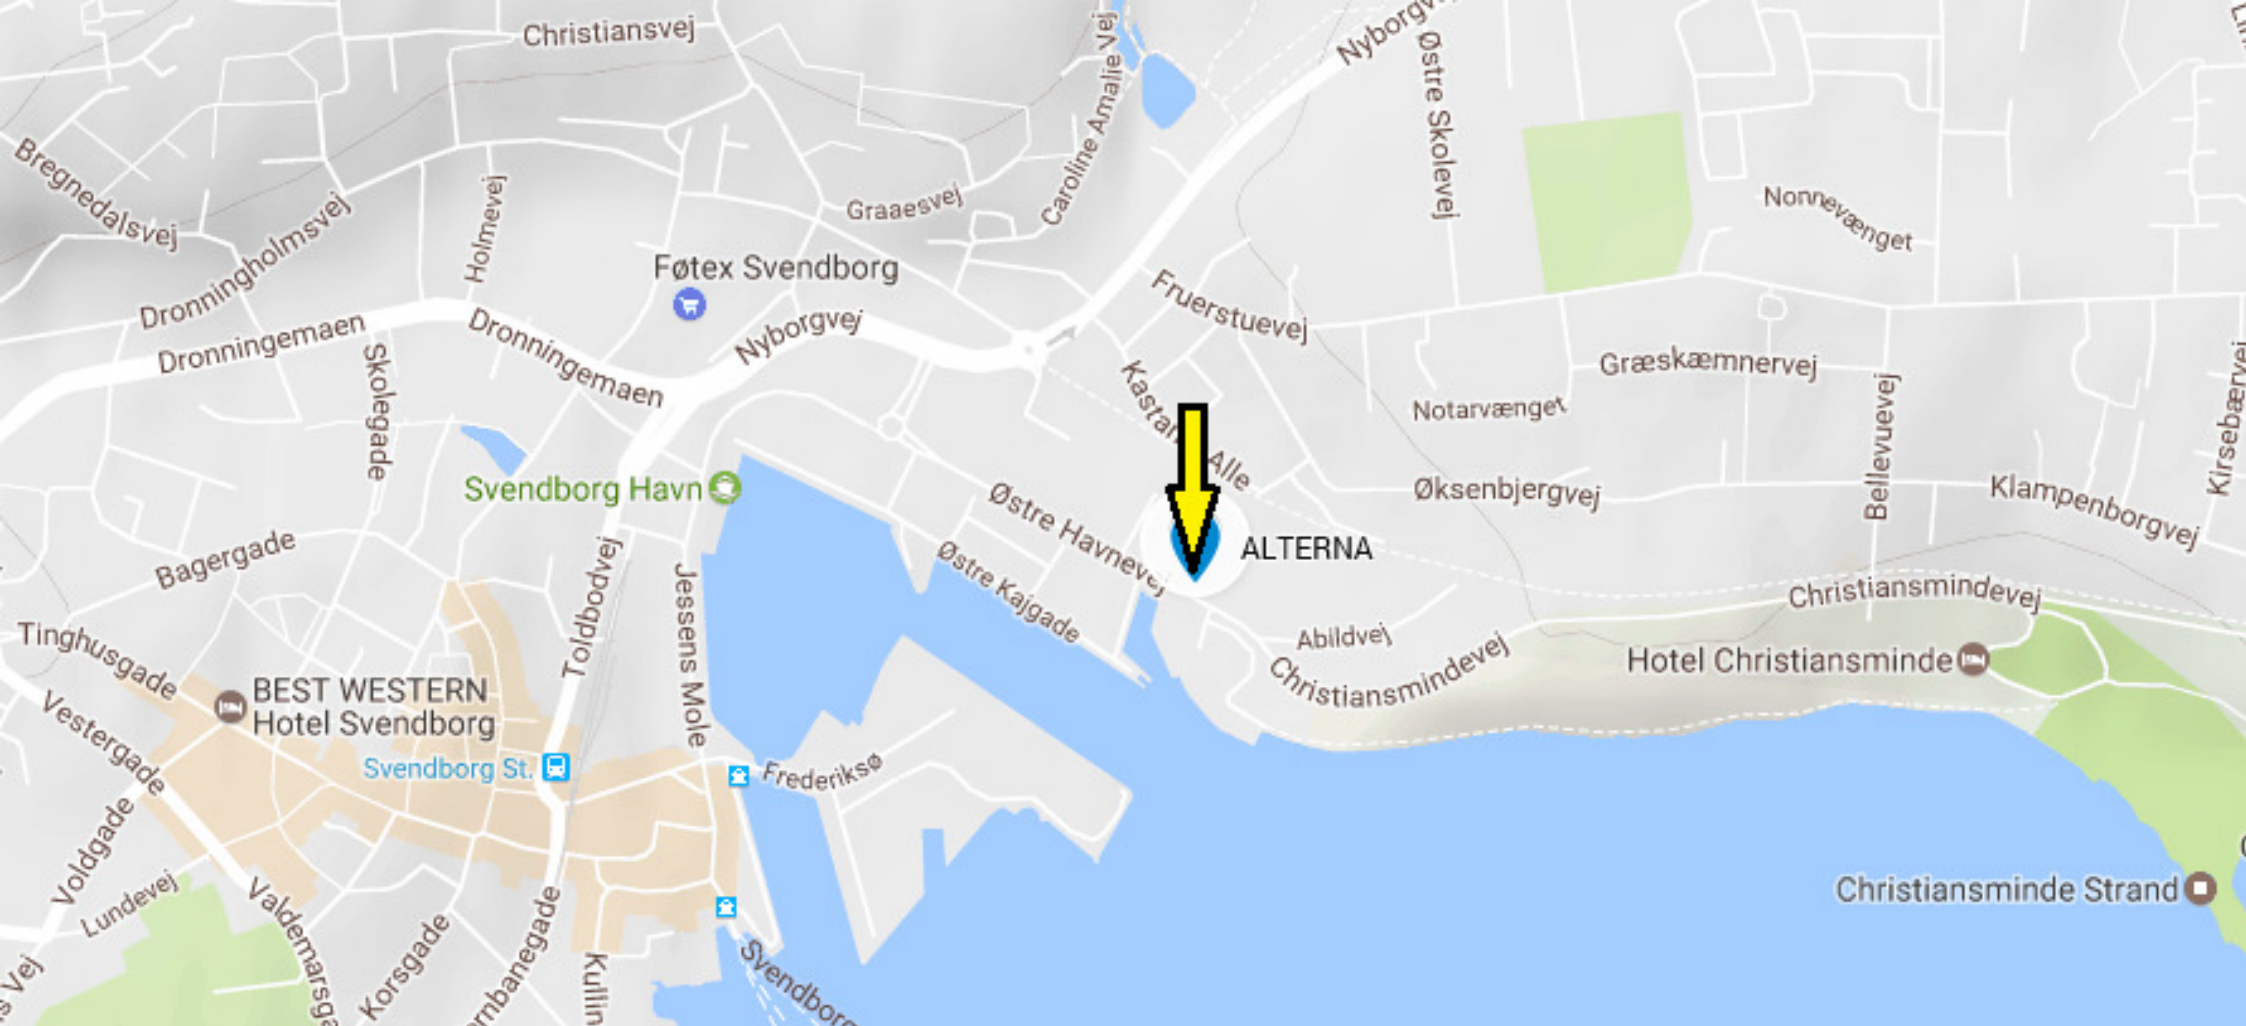 Christiansvej
Caroline Amalie Vej
Østre Skolevej
Bregnedalsvej
Dronningholmsvej
Holmevej
Graaesvej
Nonnevænget
Føtex Svendborg
Fruerstuevej
Nyborgvej
Dronningemaen
Dronningemaen
Skolegade
Græskæmnervej
Notarvænget
Bellevuevej
Kirsebærvej
Alle
Svendborg Havn
Østre Havnevej
Øksenbjergvej
Klampenborgvej
ALTERNA
Bagergade
Toldbodvej
Jessens Mole
Østre Kajgade
Christiansmindevej
Abildvej
Christiansmindevej
Hotel Christiansminde
Tinghusgade
BEST WESTERN
Hotel Svendborg
Vestergade
Svendborg St.
Frederiksø
Voldgade
Lundevej
Christiansminde Strand
Korsgade